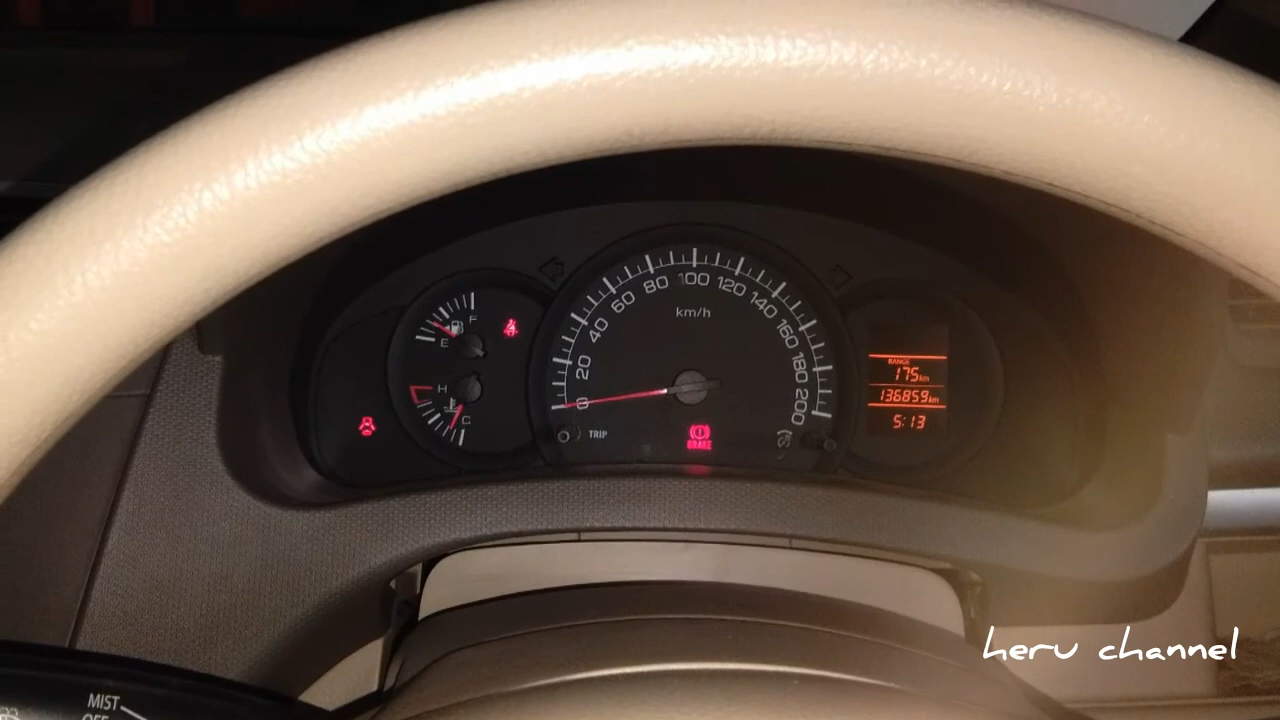 F
E
H
C
0 20 40 60 80 100 120 140 160 180 200
km/h
TRIP
BRAKE
RANGE
175km
136859km
5:13
MIST
OFF
heru channel